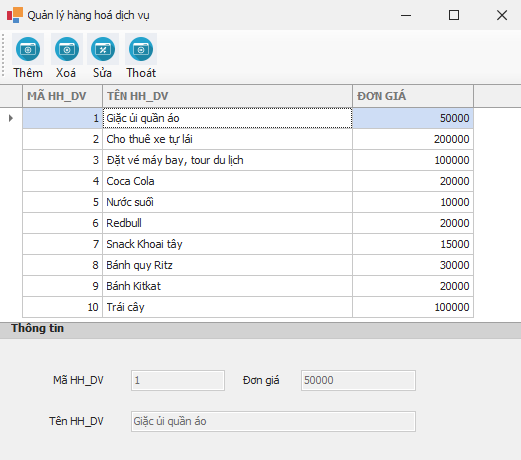 Quản lý hàng hoá dịch vụ
Thêm Xoá Sửa Thoát
MÃ HH_DV TÊN HH_DV ĐƠN GIÁ
1 Giặc ủi quần áo 50000
2 Cho thuê xe tự lái 200000
3 Đặt vé máy bay, tour du lịch 100000
4 Coca Cola 20000
5 Nước suối 10000
6 Redbull 20000
7 Snack Khoai tây 15000
8 Bánh quy Ritz 30000
9 Bánh Kitkat 20000
10 Trái cây 100000
Thông tin
Mã HH_DV 1 Đơn giá 50000
Tên HH_DV Giặc ủi quần áo